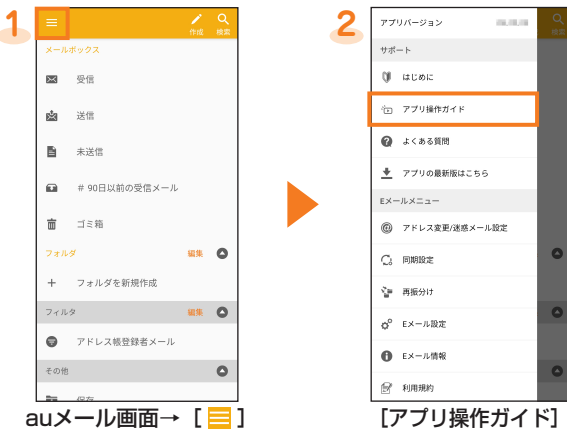 1
作成
検索
メールボックス
受信
送信
未送信
# 90日以前の受信メール
ゴミ箱
フォルダ
編集
フォルダを新規作成
フィルタ
編集
アドレス帳登録者メール
その他
保存
auメール画面→［ ］
2
アプリバージョン
検索
サポート
はじめに
アプリ操作ガイド
よくある質問
アプリの最新版はこちら
Eメールメニュー
アドレス変更/迷惑メール設定
同期設定
再振分け
Eメール設定
Eメール情報
利用規約
[アプリ操作ガイド]